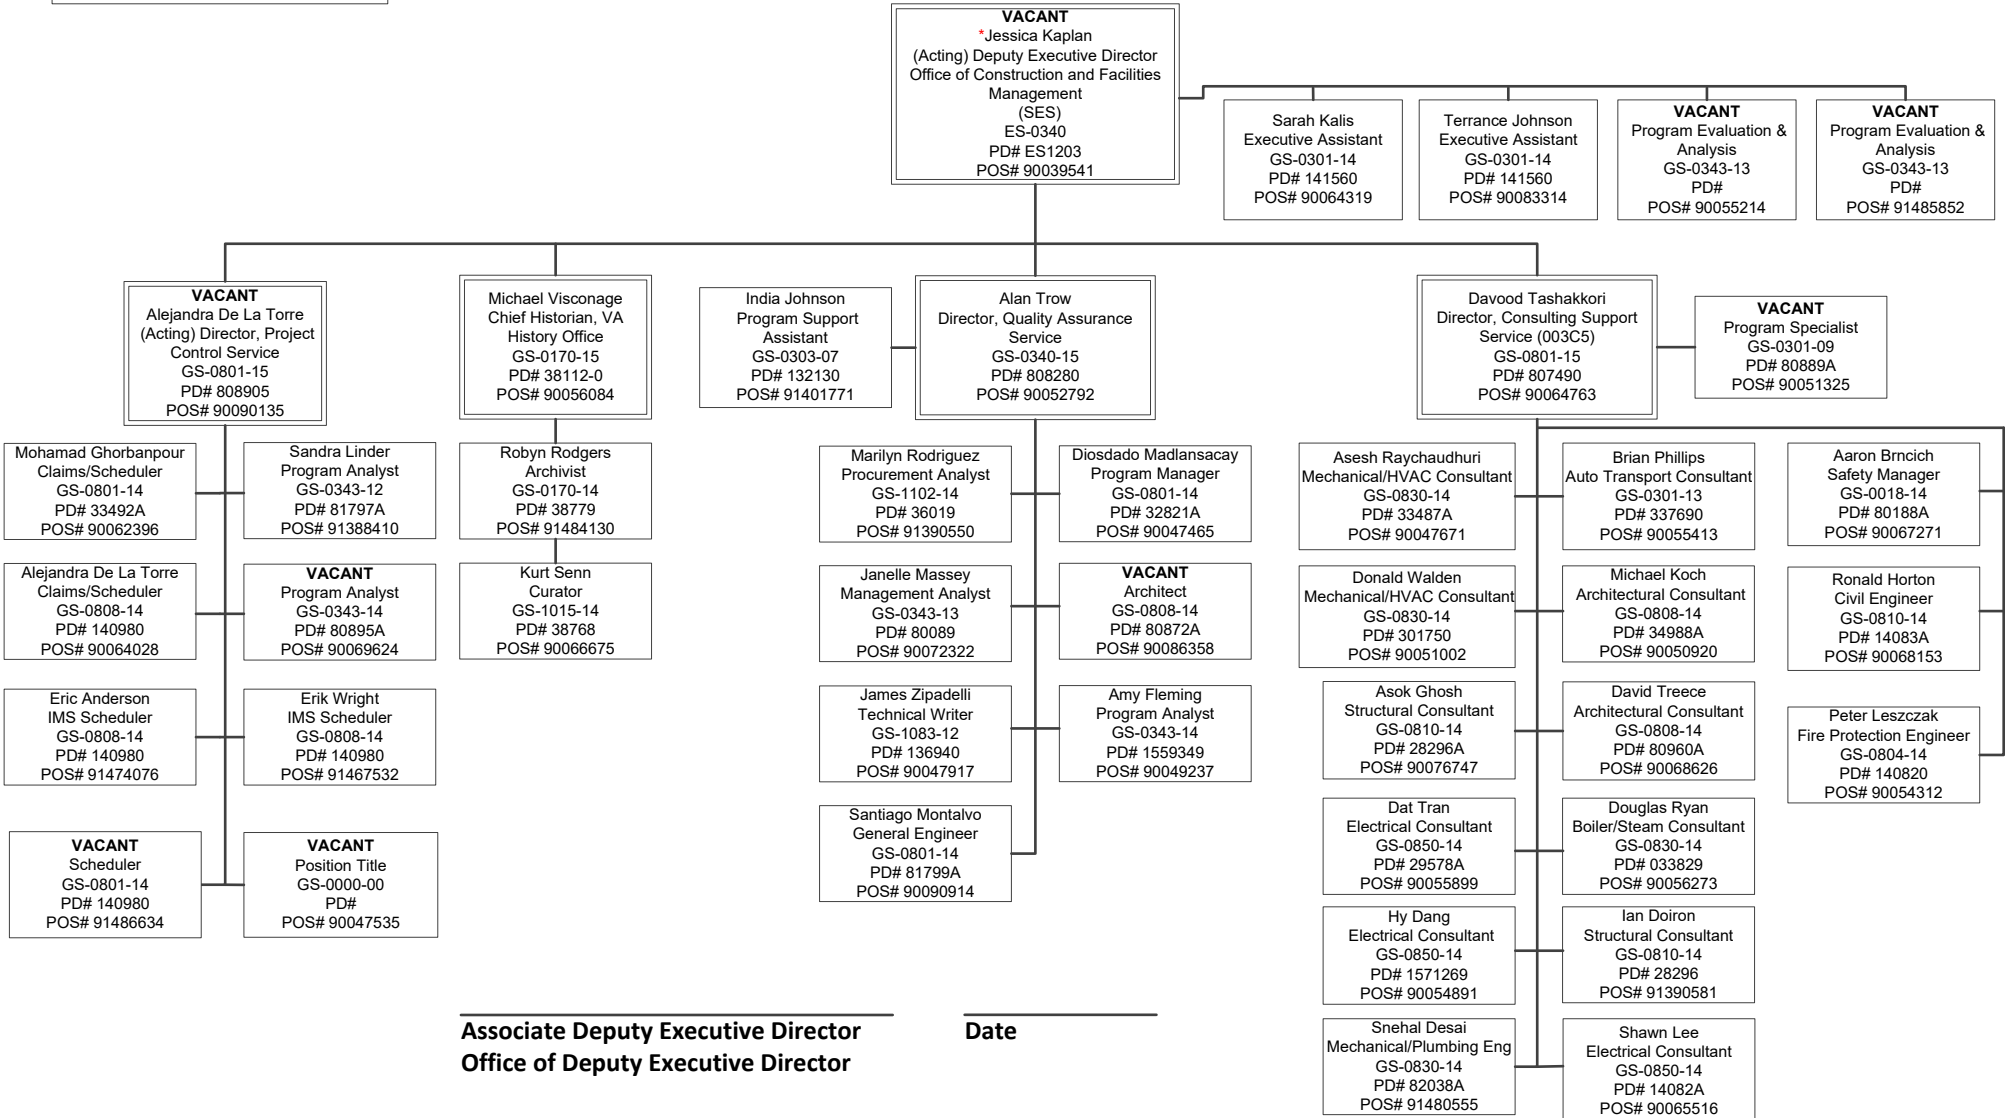 VACANT
*Jessica Kaplan
(Acting) Deputy Executive Director
Office of Construction and Facilities
Management
(SES)
ES-0340
PD# ES1203
POS# 90039541
Sarah Kalis
Executive Assistant
GS-0301-14
PD# 141560
POS# 90064319
Terrance Johnson
Executive Assistant
GS-0301-14
PD# 141560
POS# 90083314
VACANT
Program Evaluation &
Analysis
GS-0343-13
PD#
POS# 90055214
VACANT
Program Evaluation &
Analysis
GS-0343-13
PD#
POS# 91485852
VACANT
Alejandra De La Torre
(Acting) Director, Project
Control Service
GS-0801-15
PD# 808905
POS# 90090135
Michael Visconage
Chief Historian, VA
History Office
GS-0170-15
PD# 38112-0
POS# 90056084
India Johnson
Program Support
Assistant
GS-0303-07
PD# 132130
POS# 91401771
Alan Trow
Director, Quality Assurance
Service
GS-0340-15
PD# 808280
POS# 90052792
Davood Tashakkori
Director, Consulting Support
Service (003C5)
GS-0801-15
PD# 807490
POS# 90064763
VACANT
Program Specialist
GS-0301-09
PD# 80889A
POS# 90051325
Mohamad Ghorbanpour
Claims/Scheduler
GS-0801-14
PD# 33492A
POS# 90062396
Sandra Linder
Program Analyst
GS-0343-12
PD# 81797A
POS# 91388410
Alejandra De La Torre
Claims/Scheduler
GS-0808-14
PD# 140980
POS# 90064028
VACANT
Program Analyst
GS-0343-14
PD# 80895A
POS# 90069624
Eric Anderson
IMS Scheduler
GS-0808-14
PD# 140980
POS# 91474076
Erik Wright
IMS Scheduler
GS-0808-14
PD# 140980
POS# 91467532
VACANT
Scheduler
GS-0801-14
PD# 140980
POS# 91486634
VACANT
Position Title
GS-0000-00
PD#
POS# 90047535
Robyn Rodgers
Archivist
GS-0170-14
PD# 38779
POS# 91484130
Kurt Senn
Curator
GS-1015-14
PD# 38768
POS# 90066675
Marilyn Rodriguez
Procurement Analyst
GS-1102-14
PD# 36019
POS# 91390550
Diosdado Madlansacay
Program Manager
GS-0801-14
PD# 32821A
POS# 90047465
Janelle Massey
Management Analyst
GS-0343-13
PD# 80089
POS# 90072322
VACANT
Architect
GS-0808-14
PD# 80872A
POS# 90086358
James Zipadelli
Technical Writer
GS-1083-12
PD# 136940
POS# 90047917
Amy Fleming
Program Analyst
GS-0343-14
PD# 1559349
POS# 90049237
Santiago Montalvo
General Engineer
GS-0801-14
PD# 81799A
POS# 90090914
Asesh Raychaudhuri
Mechanical/HVAC Consultant
GS-0830-14
PD# 33487A
POS# 90047671
Brian Phillips
Auto Transport Consultant
GS-0301-13
PD# 337690
POS# 90055413
Aaron Brncich
Safety Manager
GS-0018-14
PD# 80188A
POS# 90067271
Donald Walden
Mechanical/HVAC Consultant
GS-0830-14
PD# 301750
POS# 90051002
Michael Koch
Architectural Consultant
GS-0808-14
PD# 34988A
POS# 90050920
Ronald Horton
Civil Engineer
GS-0810-14
PD# 14083A
POS# 90068153
Asok Ghosh
Structural Consultant
GS-0810-14
PD# 28296A
POS# 90076747
David Treece
Architectural Consultant
GS-0808-14
PD# 80960A
POS# 90068626
Peter Leszczak
Fire Protection Engineer
GS-0804-14
PD# 140820
POS# 90054312
Dat Tran
Electrical Consultant
GS-0850-14
PD# 29578A
POS# 90055899
Douglas Ryan
Boiler/Steam Consultant
GS-0830-14
PD# 033829
POS# 90056273
Hy Dang
Electrical Consultant
GS-0850-14
PD# 1571269
POS# 90054891
Ian Doiron
Structural Consultant
GS-0810-14
PD# 28296
POS# 91390581
Snehal Desai
Mechanical/Plumbing Eng
GS-0830-14
PD# 82038A
POS# 91480555
Shawn Lee
Electrical Consultant
GS-0850-14
PD# 14082A
POS# 90065516
Associate Deputy Executive Director
Office of Deputy Executive Director
Date